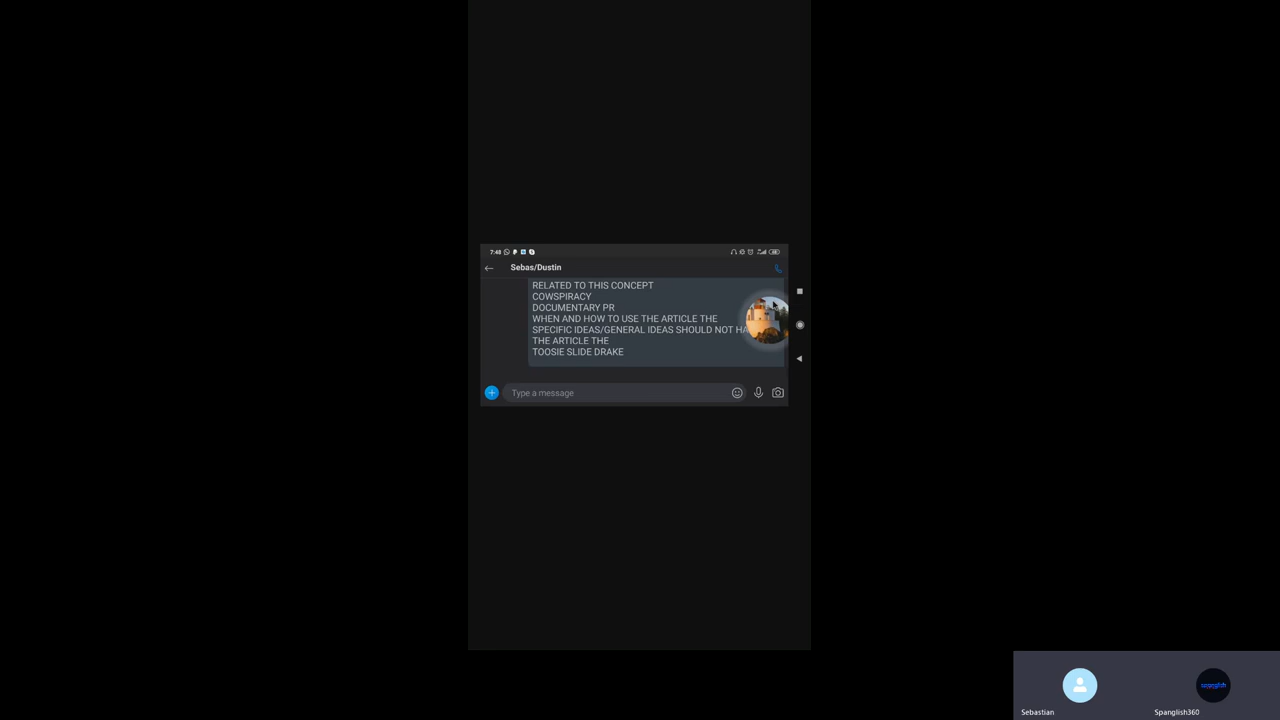 7:48
Sebas/Dustin
RELATED TO THIS CONCEPT
COWSPIRACY
DOCUMENTARY PR
WHEN AND HOW TO USE THE ARTICLE THE
SPECIFIC IDEAS/GENERAL IDEAS SHOULD NOT HA
THE ARTICLE THE
TOOSIE SLIDE DRAKE
Type a message
Sebastian
Spanglish360